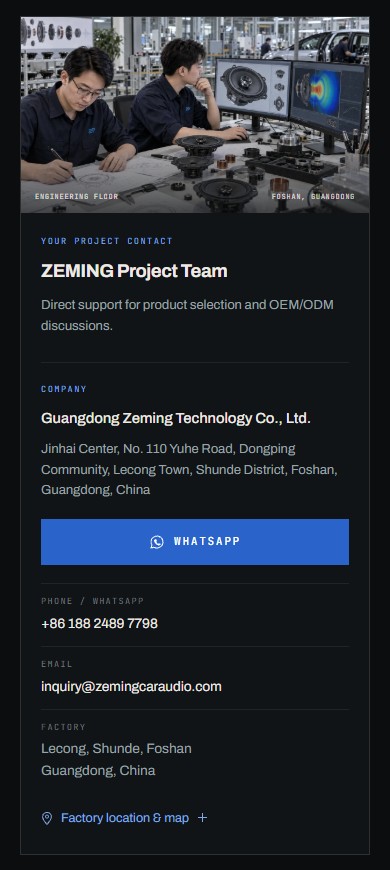 ENGINEERING FLOOR
FOSHAN, GUANGDONG
YOUR PROJECT CONTACT
ZEMING Project Team
Direct support for product selection and OEM/ODM
discussions.
COMPANY
Guangdong Zeming Technology Co., Ltd.
Jinhai Center, No. 110 Yuhe Road, Dongping
Community, Lecong Town, Shunde District, Foshan,
Guangdong, China
WHATSAPP
PHONE / WHATSAPP
+86 188 2489 7798
EMAIL
inquiry@zemingcaraudio.com
FACTORY
Lecong, Shunde, Foshan
Guangdong, China
Factory location & map +